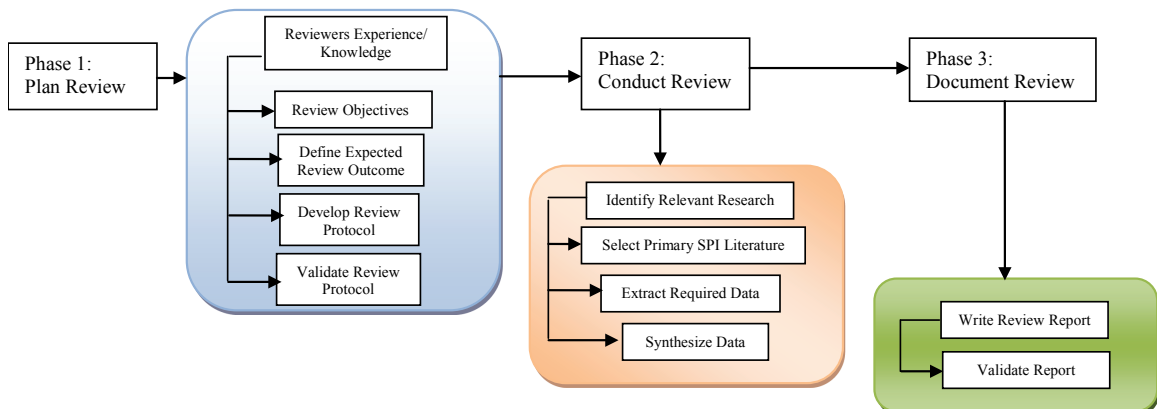 Phase 1:
Plan Review
Reviewers Experience/
Knowledge
Review Objectives
Define Expected
Review Outcome
Develop Review
Protocol
Validate Review
Protocol
Phase 2:
Conduct Review
Identify Relevant Research
Select Primary SPI Literature
Extract Required Data
Synthesize Data
Phase 3:
Document Review
Write Review Report
Validate Report